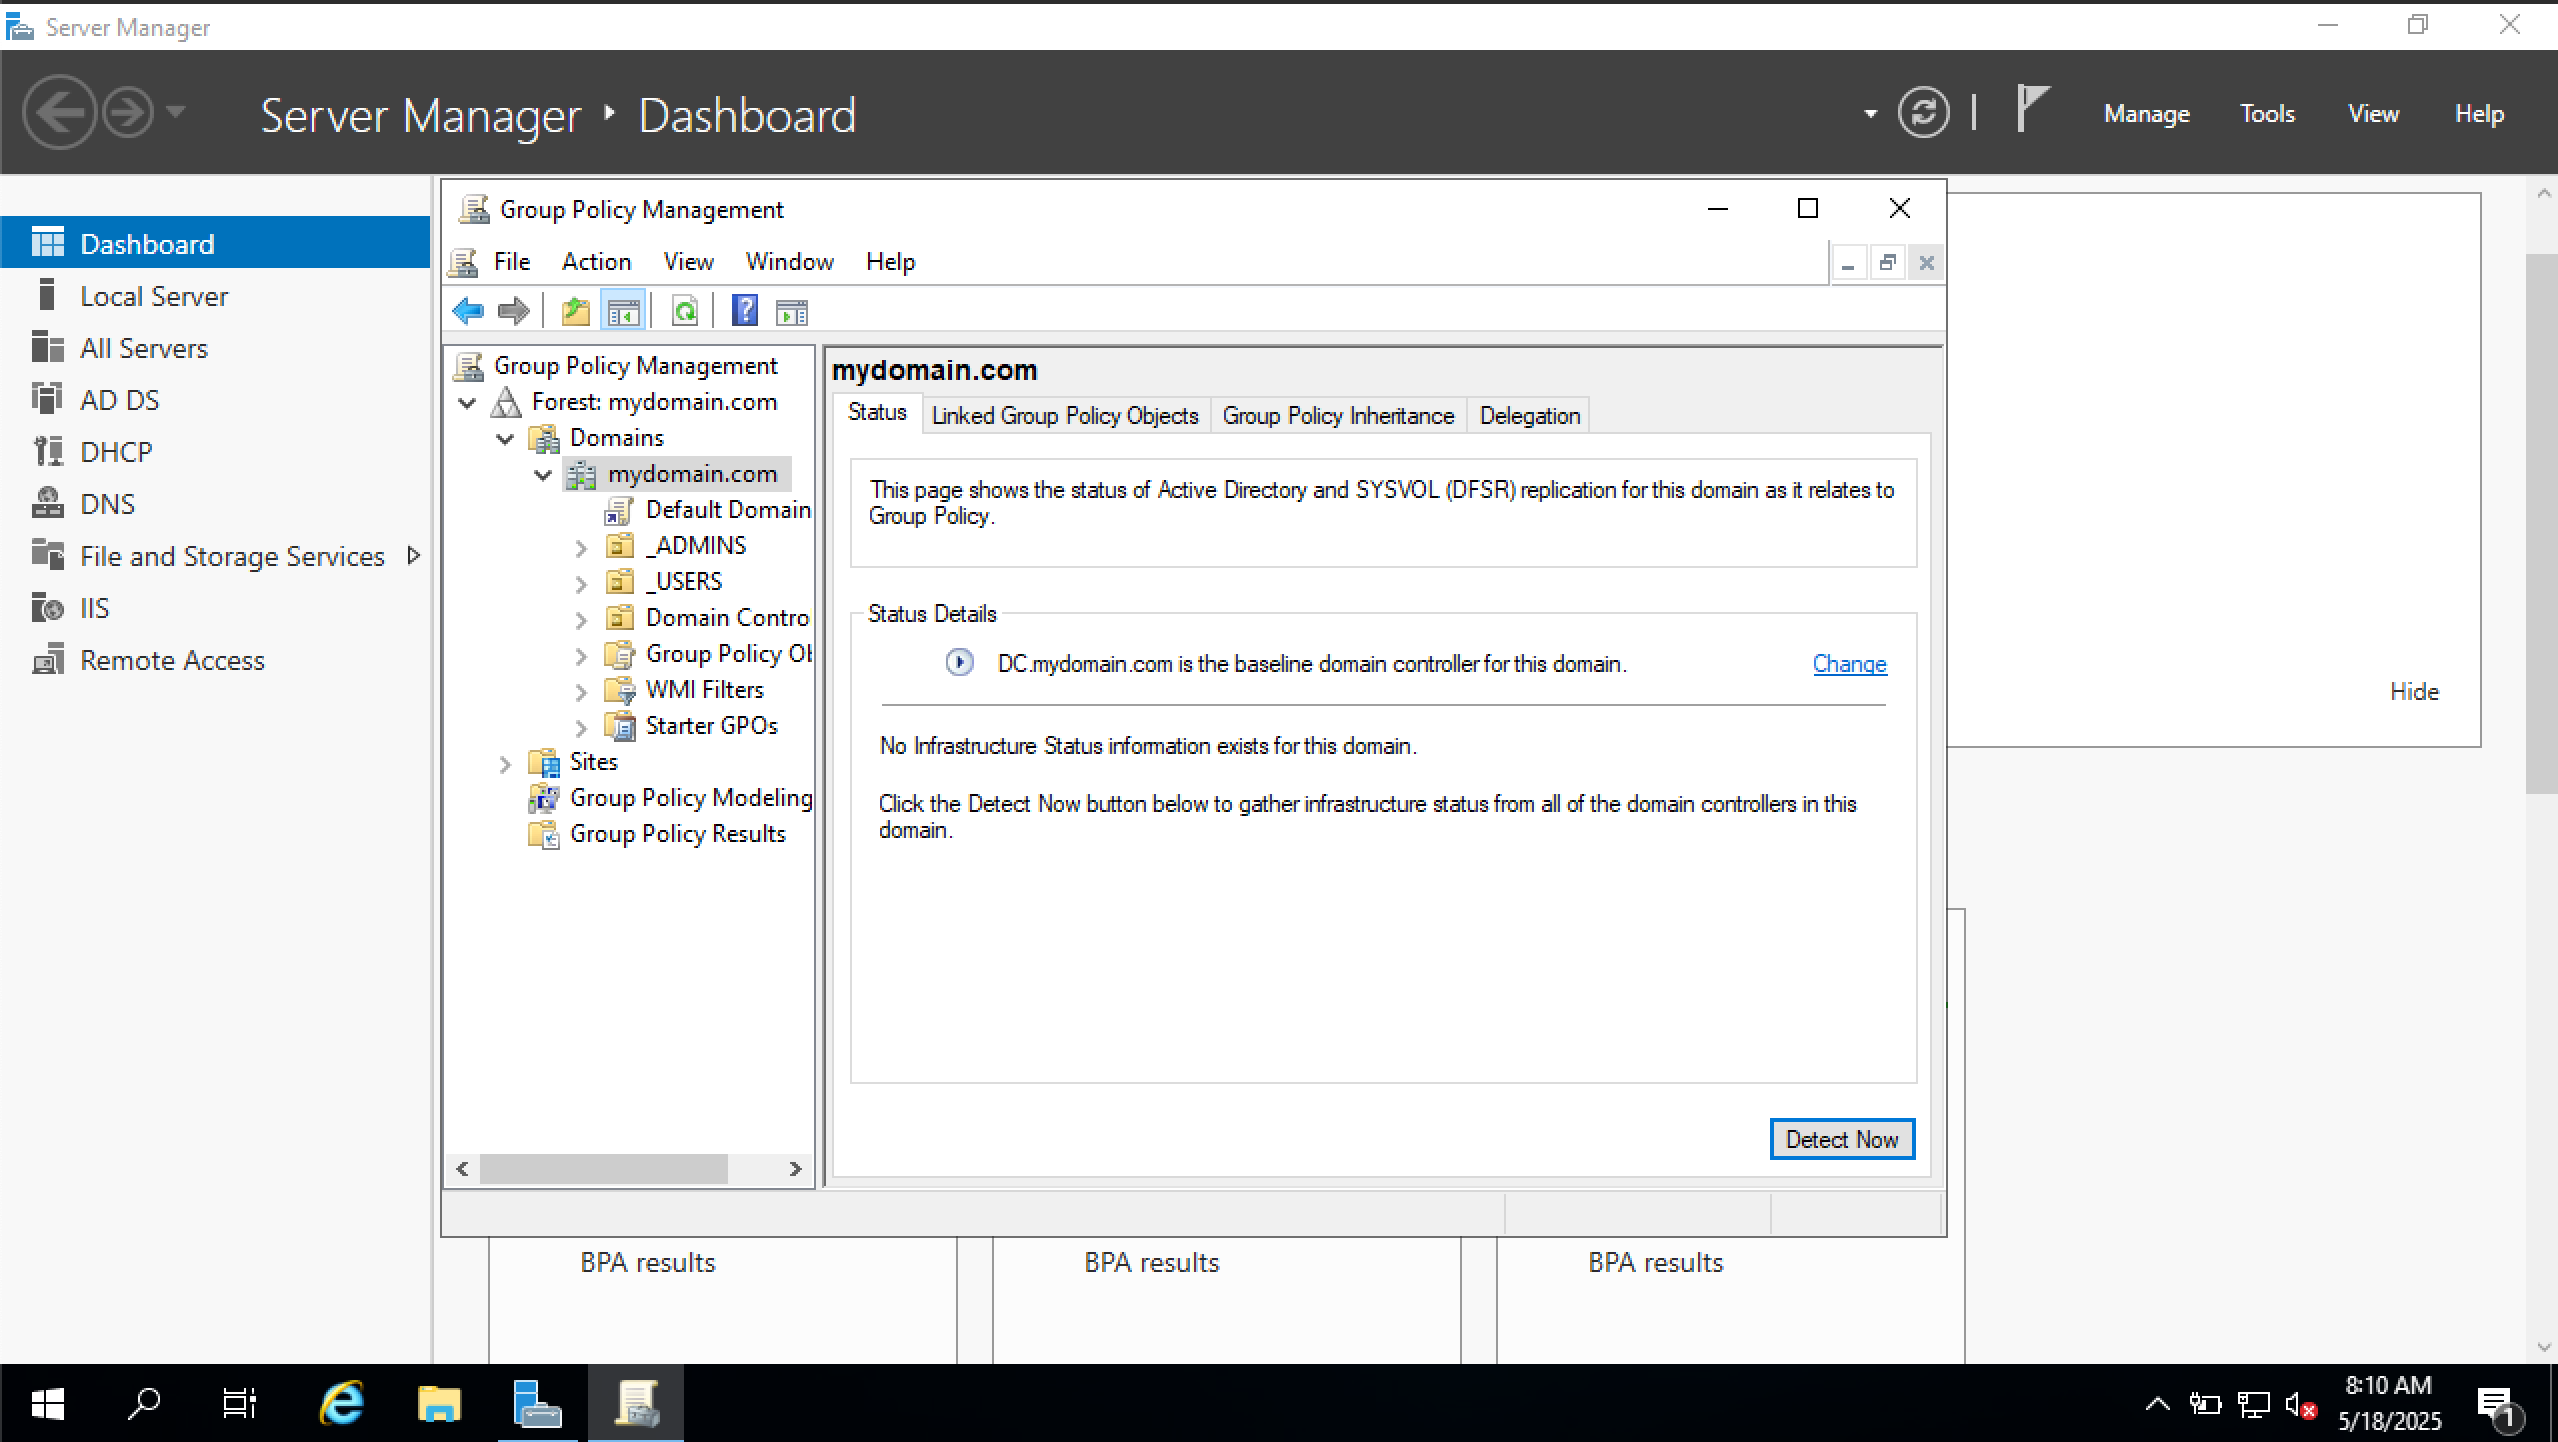 Server Manager
Server Manager ‣ Dashboard
Manage
Tools
View
Help
Dashboard
Local Server
All Servers
AD DS
DHCP
DNS
File and Storage Services
IIS
Remote Access
Group Policy Management
File
Action
View
Window
Help
Group Policy Management
Forest: mydomain.com
Domains
mydomain.com
Default Domain
_ADMINS
_USERS
Domain Contro
Group Policy Ob
WMI Filters
Starter GPOs
Sites
Group Policy Modeling
Group Policy Results
mydomain.com
Status
Linked Group Policy Objects
Group Policy Inheritance
Delegation
This page shows the status of Active Directory and SYSVOL (DFSR) replication for this domain as it relates to
Group Policy.
Status Details
DC.mydomain.com is the baseline domain controller for this domain.
Change
No Infrastructure Status information exists for this domain.
Click the Detect Now button below to gather infrastructure status from all of the domain controllers in this
domain.
Detect Now
Hide
BPA results
BPA results
BPA results
8:10 AM
5/18/2025
1